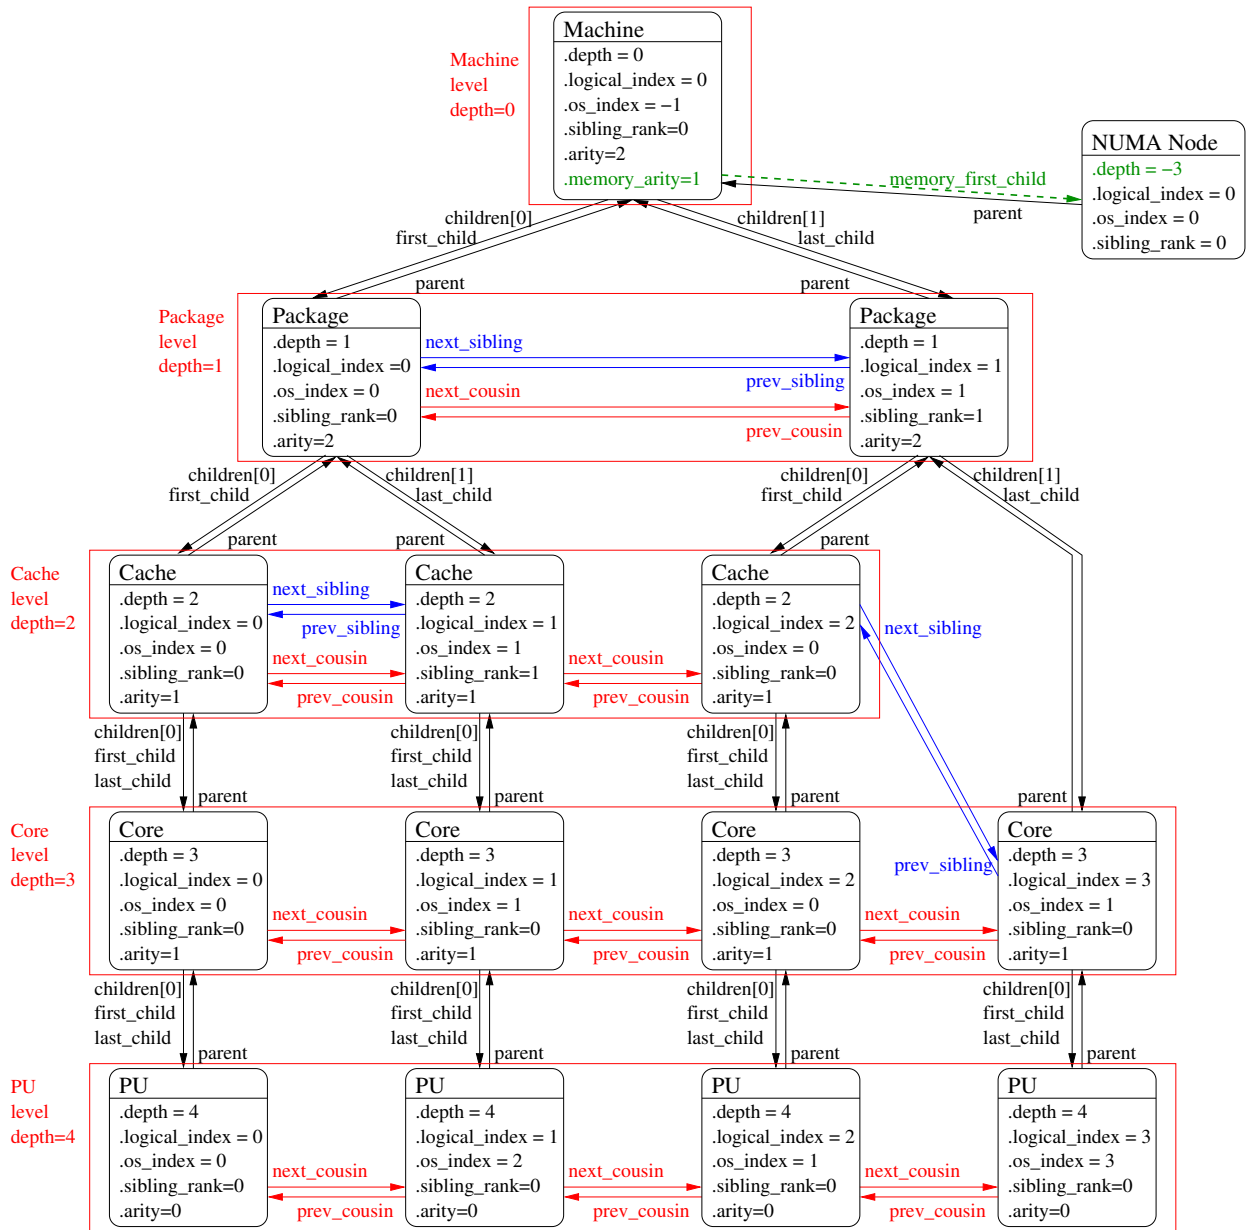 Machine
level
depth=0
Machine
.depth = 0
.logical_index = 0
.os_index = −1
.sibling_rank=0
.arity=2
.memory_arity=1
memory_first_child
parent
NUMA Node
.depth = −3
.logical_index = 0
.os_index = 0
.sibling_rank = 0
children[0]
first_child
children[1]
last_child
parent
parent
Package
level
depth=1
Package
.depth = 1
.logical_index =0
.os_index = 0
.sibling_rank=0
.arity=2
next_sibling
prev_sibling
next_cousin
prev_cousin
Package
.depth = 1
.logical_index = 1
.os_index = 1
.sibling_rank=1
.arity=2
children[0]
first_child
children[1]
last_child
children[0]
first_child
children[1]
last_child
parent
parent
parent
Cache
level
depth=2
Cache
.depth = 2
.logical_index = 0
.os_index = 0
.sibling_rank=0
.arity=1
next_sibling
prev_sibling
next_cousin
prev_cousin
Cache
.depth = 2
.logical_index = 1
.os_index = 1
.sibling_rank=1
.arity=1
next_cousin
prev_cousin
Cache
.depth = 2
.logical_index = 2
.os_index = 0
.sibling_rank=0
.arity=1
next_sibling
children[0]
first_child
last_child
parent
children[0]
first_child
last_child
parent
children[0]
first_child
last_child
parent
parent
Core
level
depth=3
Core
.depth = 3
.logical_index = 0
.os_index = 0
.sibling_rank=0
.arity=1
next_cousin
prev_cousin
Core
.depth = 3
.logical_index = 1
.os_index = 1
.sibling_rank=0
.arity=1
next_cousin
prev_cousin
Core
.depth = 3
.logical_index = 2
.os_index = 0
.sibling_rank=0
.arity=1
prev_sibling
next_cousin
prev_cousin
Core
.depth = 3
.logical_index = 3
.os_index = 1
.sibling_rank=0
.arity=1
children[0]
first_child
last_child
parent
children[0]
first_child
last_child
parent
children[0]
first_child
last_child
parent
children[0]
first_child
last_child
parent
PU
level
depth=4
PU
.depth = 4
.logical_index = 0
.os_index = 0
.sibling_rank=0
.arity=0
next_cousin
prev_cousin
PU
.depth = 4
.logical_index = 1
.os_index = 2
.sibling_rank=0
.arity=0
next_cousin
prev_cousin
PU
.depth = 4
.logical_index = 2
.os_index = 1
.sibling_rank=0
.arity=0
next_cousin
prev_cousin
PU
.depth = 4
.logical_index = 3
.os_index = 3
.sibling_rank=0
.arity=0